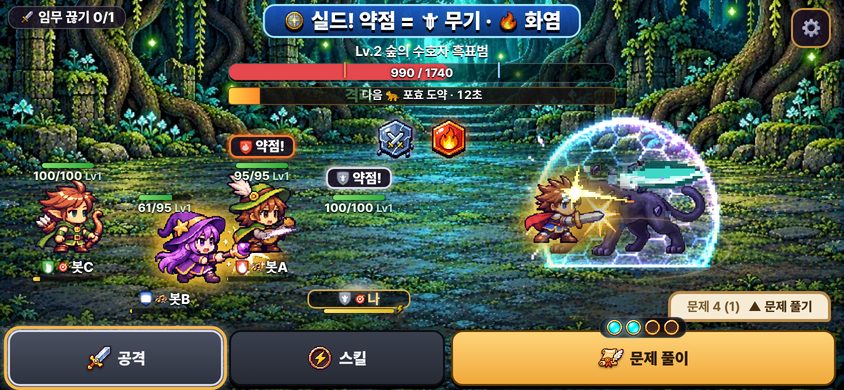 임무 끊기 0/1
실드! 약점 = 무기 · 화염
Lv.2 숲의 수호자 흑표범
990 / 1740
다음 포효 도약 · 12초
약점!
100/100 Lv1
95/95 Lv1
약점!
61/95 Lv1
100/100 Lv1
봇C
봇A
봇B
나
문제 4 (1) ▲ 문제 풀기
공격
스킬
문제 풀이